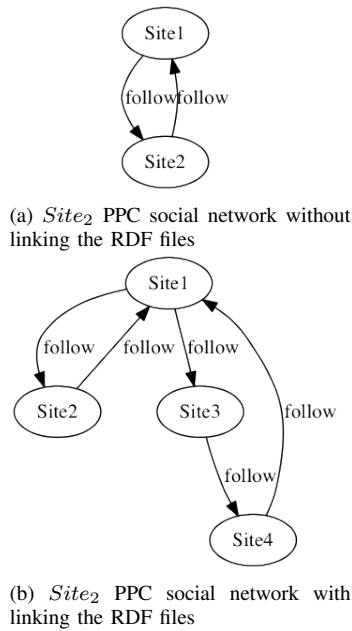 Site1
follow follow
Site2
(a) Site2 PPC social network without
linking the RDF files
Site1
follow follow follow
Site2 Site3 follow
follow
Site4
(b) Site2 PPC social network with
linking the RDF files